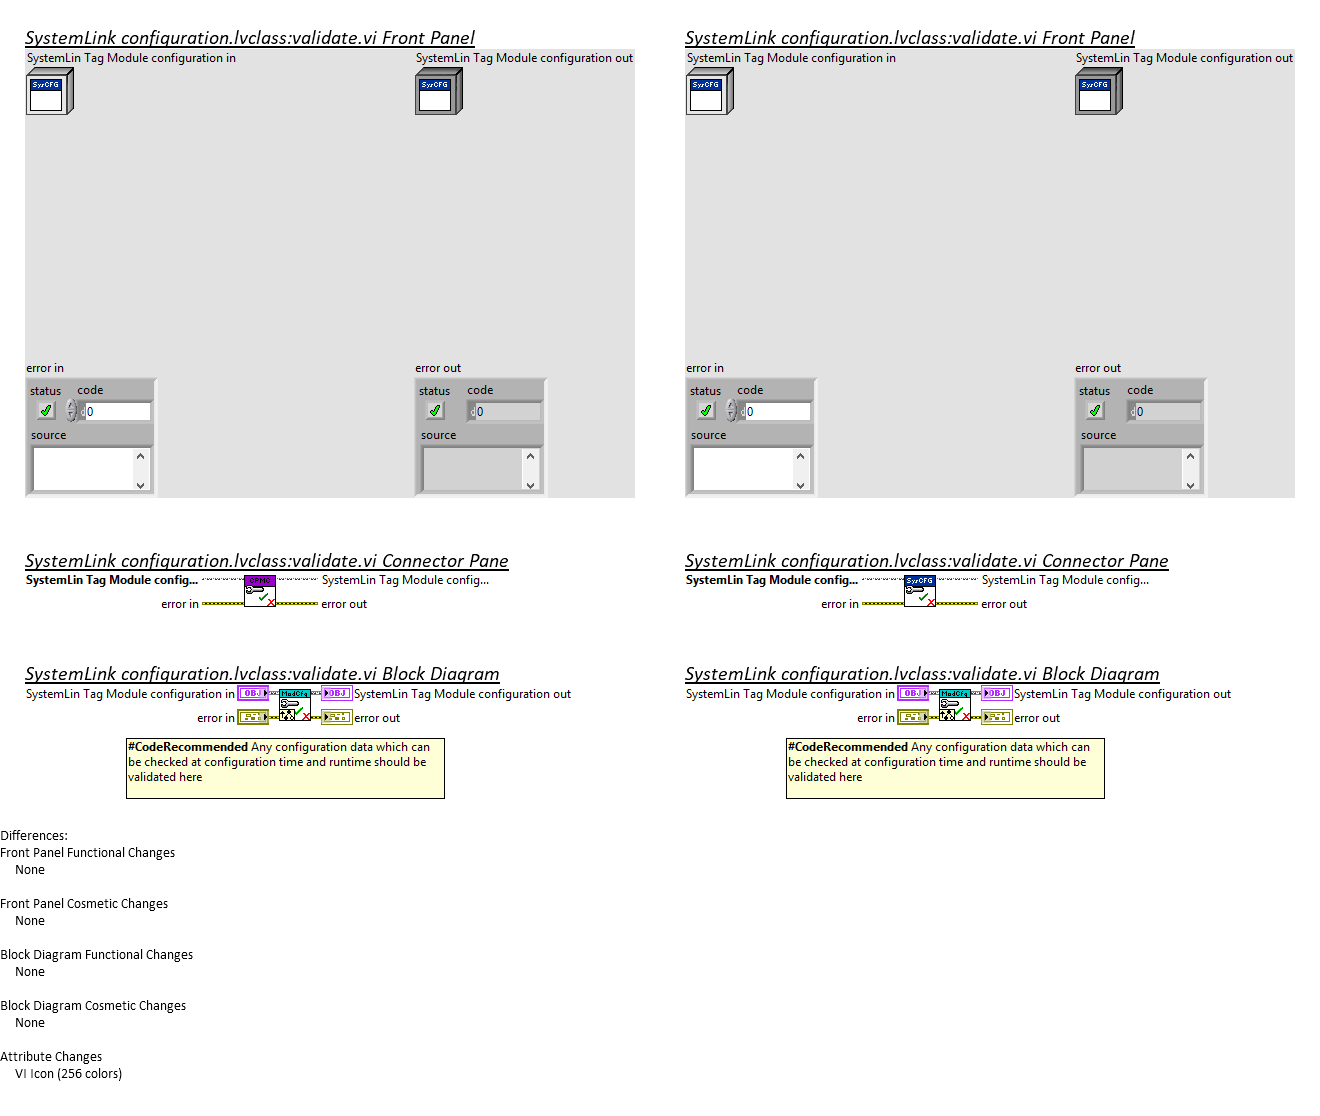 SystemLink configuration.lvclass:validate.vi Front Panel
SystemLin Tag Module configuration in
SystemLin Tag Module configuration out
SysCFG
SysCFG
error in
error out
status code
status code
d 0
d 0
source
source
SystemLink configuration.lvclass:validate.vi Front Panel
SystemLin Tag Module configuration in
SystemLin Tag Module configuration out
SysCFG
SysCFG
error in
error out
status code
status code
d 0
d 0
source
source
SystemLink configuration.lvclass:validate.vi Connector Pane
SystemLin Tag Module config...
SystemLin Tag Module config...
error in
error out
SystemLink configuration.lvclass:validate.vi Connector Pane
SystemLin Tag Module config...
SysCFG
SystemLin Tag Module config...
error in
error out
SystemLink configuration.lvclass:validate.vi Block Diagram
SystemLin Tag Module configuration in
OBJ
ModCfg
OBJ
SystemLin Tag Module configuration out
error in
error out
#CodeRecommended Any configuration data which can
be checked at configuration time and runtime should be
validated here
SystemLink configuration.lvclass:validate.vi Block Diagram
SystemLin Tag Module configuration in
OBJ
ModCfg
OBJ
SystemLin Tag Module configuration out
error in
error out
#CodeRecommended Any configuration data which can
be checked at configuration time and runtime should be
validated here
Differences:
Front Panel Functional Changes
None
Front Panel Cosmetic Changes
None
Block Diagram Functional Changes
None
Block Diagram Cosmetic Changes
None
Attribute Changes
VI Icon (256 colors)